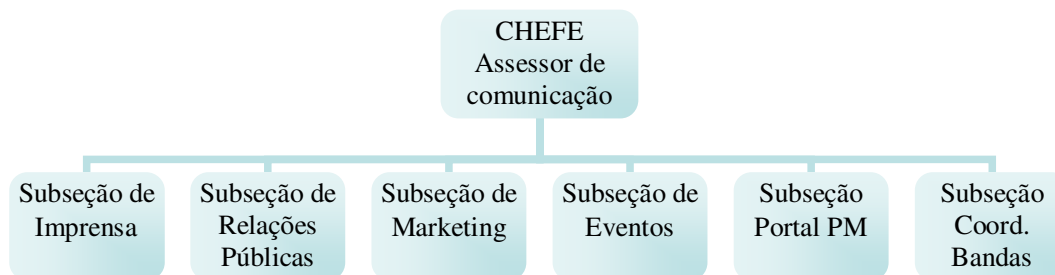 CHEFE
Assessor de
comunicação
Subseção de
Imprensa
Subseção de
Relações
Públicas
Subseção de
Marketing
Subseção de
Eventos
Subseção
Portal PM
Subseção
Coord.
Bandas